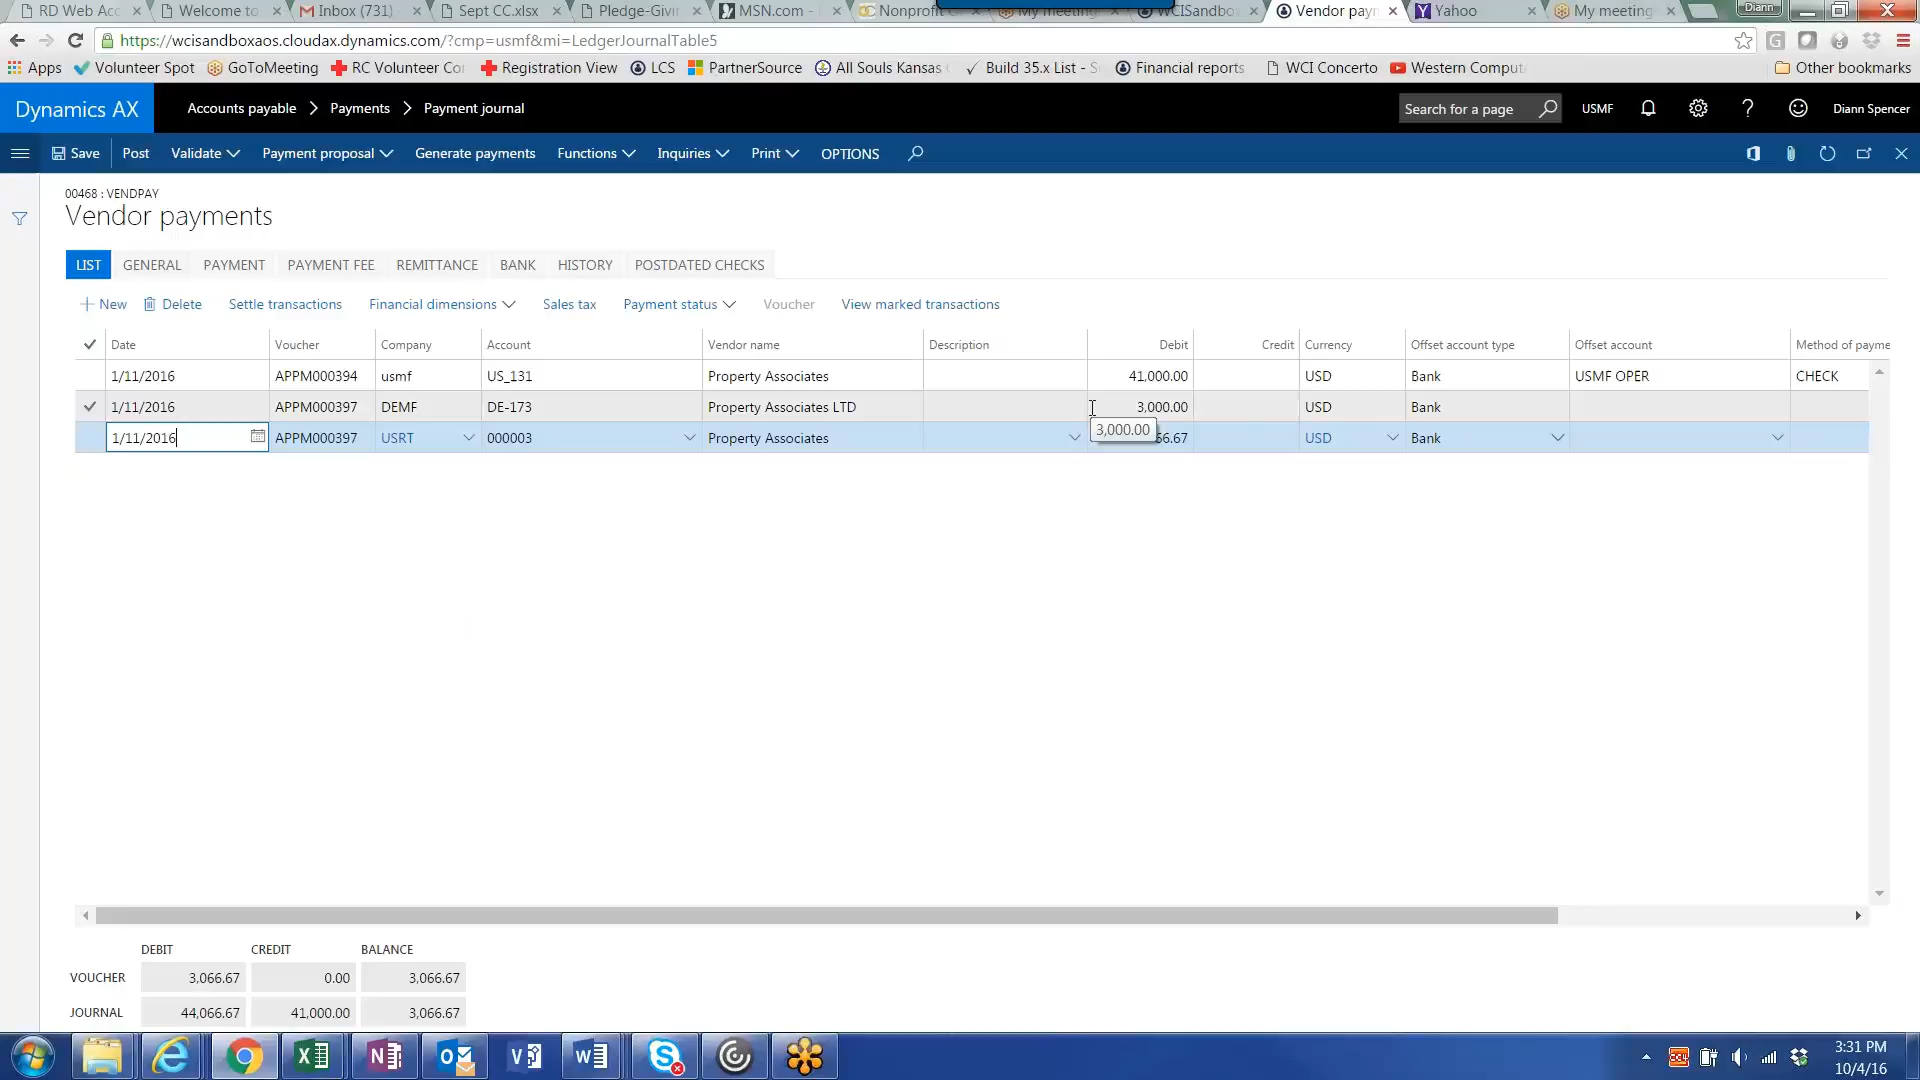 RD Web Acc
Welcome to
Inbox (731)
Sept CC.xlsx
Pledge-Givi
MSN.com -
Nonprofit C
My meeting
WCISandbo
Vendor payn
Yahoo
My meeting
Diann
https://wcisandboxaos.cloudax.dynamics.com/?cmp=usmf&mi=LedgerJournalTable5
Apps Volunteer Spot GoToMeeting RC Volunteer Co Registration View LCS PartnerSource All Souls Kansas Build 35.x List - S Financial reports WCI Concerto Western Comput Other bookmarks
Dynamics AX Accounts payable > Payments > Payment journal Search for a page USMF ? Diann Spencer
Save Post Validate Payment proposal Generate payments Functions Inquiries Print OPTIONS
00468 : VENDPAY
Vendor payments
LIST GENERAL PAYMENT PAYMENT FEE REMITTANCE BANK HISTORY POSTDATED CHECKS
+ New Delete Settle transactions Financial dimensions Sales tax Payment status Voucher View marked transactions
Date Voucher Company Account Vendor name Description Debit Credit Currency Offset account type Offset account Method of payme
1/11/2016 APPM000394 usmf US_131 Property Associates 41,000.00 USD Bank USMF OPER CHECK
1/11/2016 APPM000397 DEMF DE-173 Property Associates LTD 3,000.00 USD Bank
3,000.00
1/11/2016 APPM000397 USRT 000003 Property Associates 66.67 USD Bank
DEBIT CREDIT BALANCE
VOUCHER 3,066.67 0.00 3,066.67
JOURNAL 44,066.67 41,000.00 3,066.67
3:31 PM
10/4/16